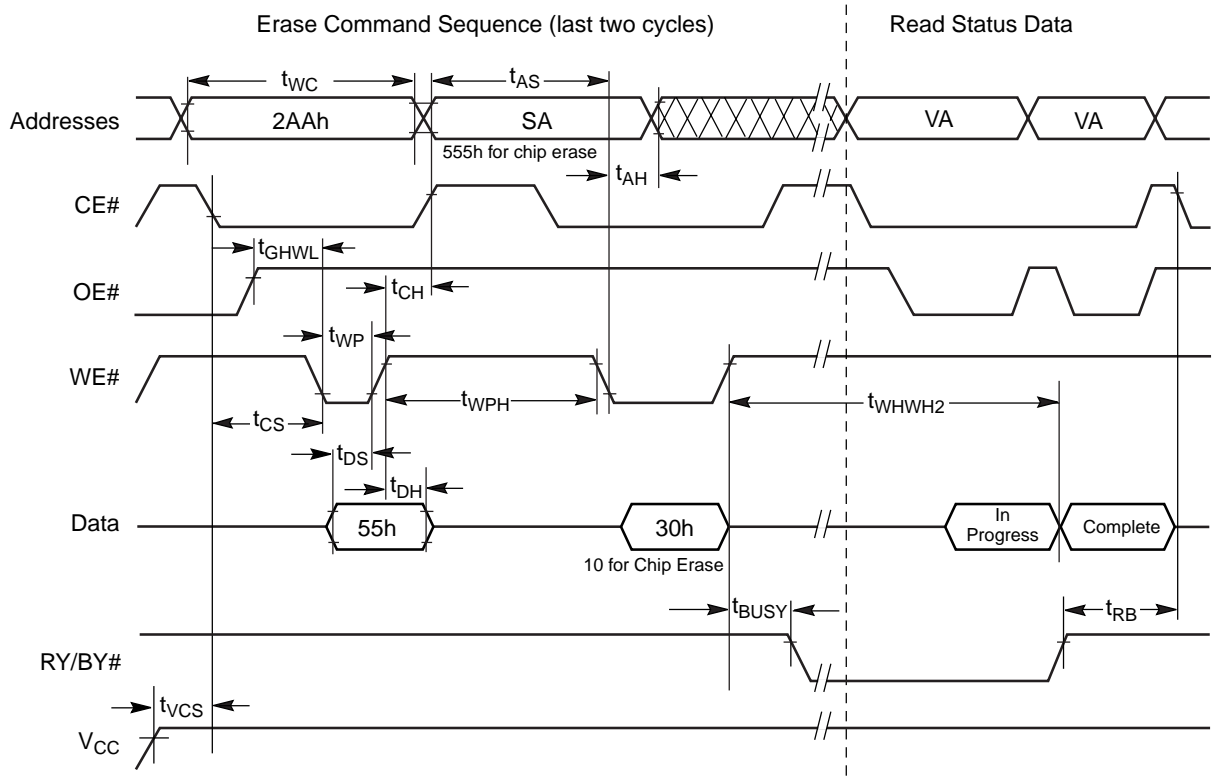 Erase Command Sequence (last two cycles)
Read Status Data
tWC
tAS
Addresses
2AAh
SA
VA
VA
555h for chip erase
tAH
CE#
tGHWL
OE#
tCH
tWP
WE#
tWPH
tWHWH2
tCS
tDS
tDH
Data
55h
30h
In
Progress
Complete
10 for Chip Erase
tBUSY
tRB
RY/BY#
tVCS
VCC